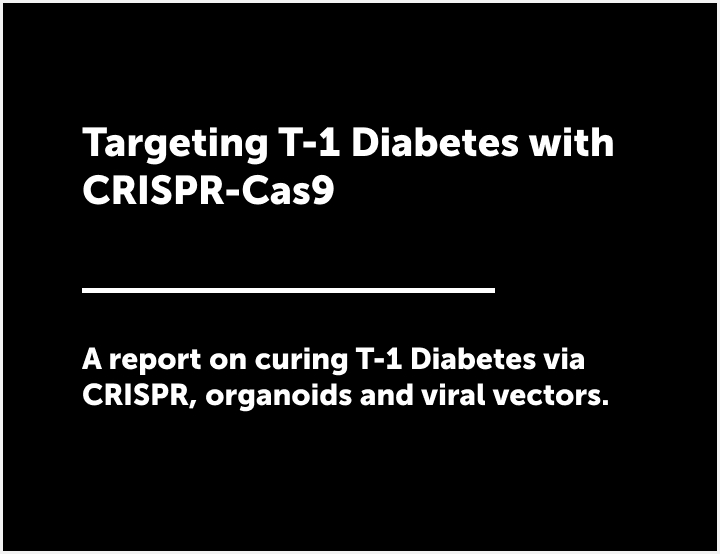 Targeting T-1 Diabetes with
CRISPR-Cas9
A report on curing T-1 Diabetes via
CRISPR, organoids and viral vectors.